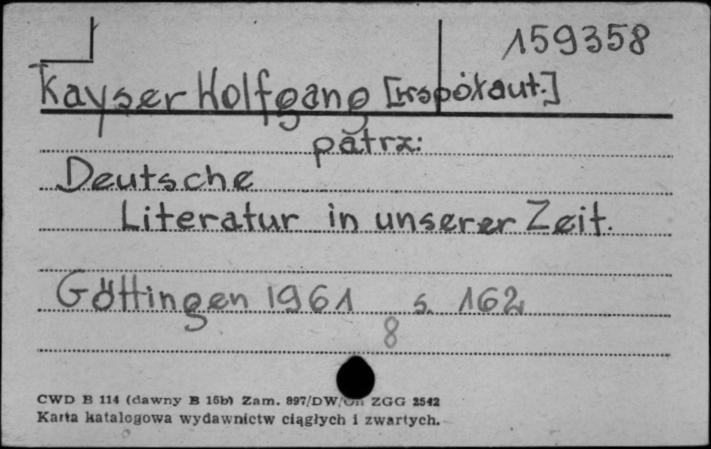 159358
Kayser Wolfgang [współaut.]
patrz:
Deutsche
Literatur in unserer Zeit.
Göttingen 1961 s. 162
8
CWD B 114 (dawny B 15b) Zam. 897/DW/ ZGG 2542
Karta katalogowa wydawnictw ciągłych i zwartych.